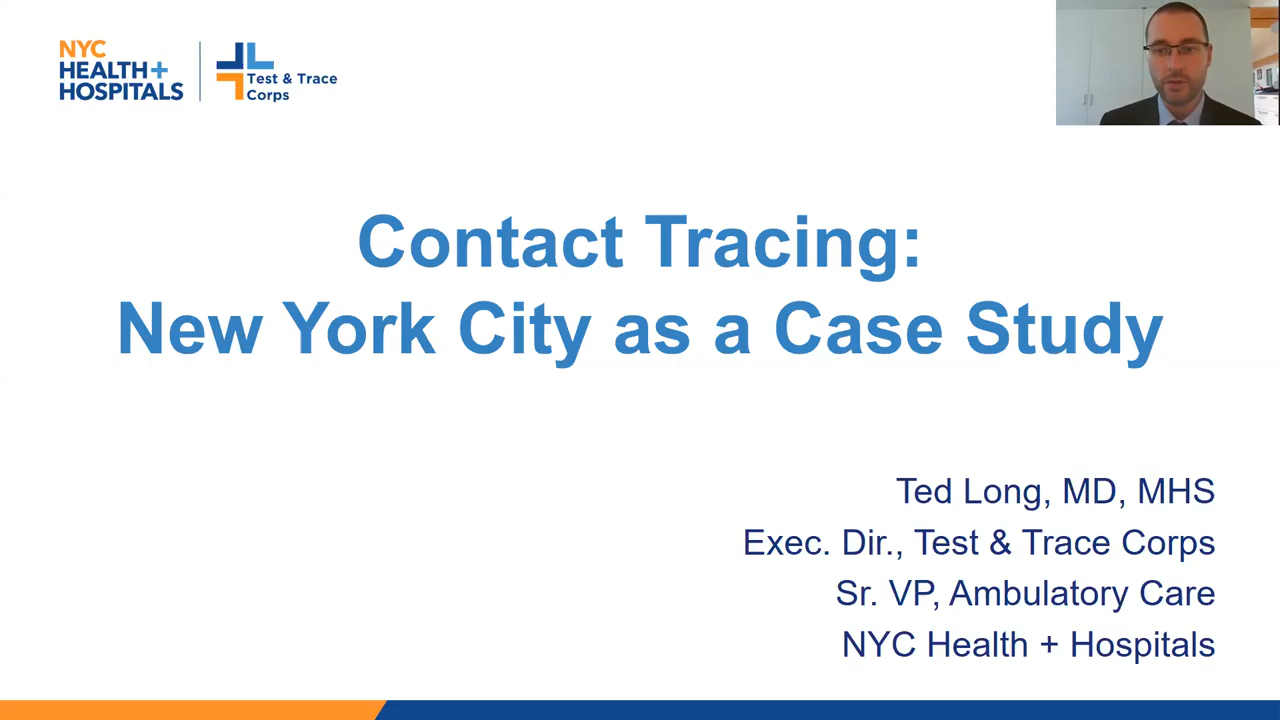 NYC
HEALTH+
HOSPITALS
Test & Trace
Corps
Contact Tracing:
New York City as a Case Study
Ted Long, MD, MHS
Exec. Dir., Test & Trace Corps
Sr. VP, Ambulatory Care
NYC Health + Hospitals